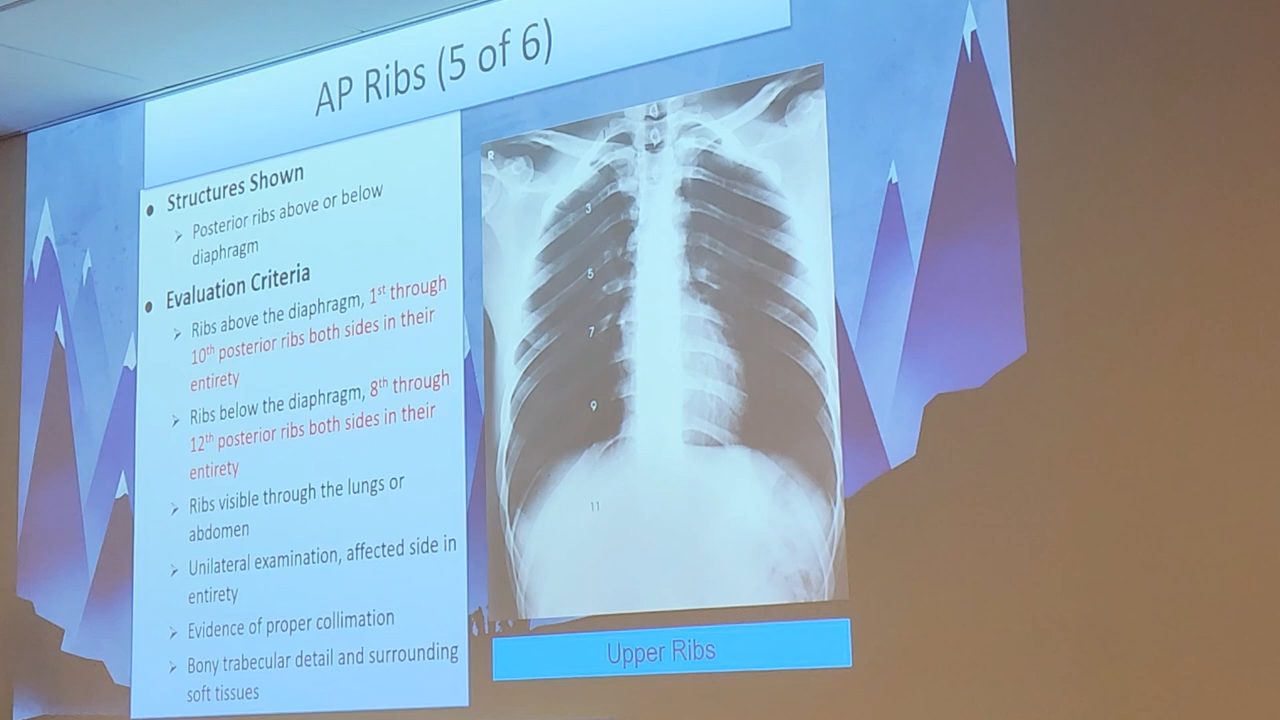 AP Ribs (5 of 6)
• Structures Shown
➢ Posterior ribs above or below
diaphragm
• Evaluation Criteria
➢ Ribs above the diaphragm, 1st through
10th posterior ribs both sides in their
entirety
➢ Ribs below the diaphragm, 8th through
12th posterior ribs both sides in their
entirety
➢ Ribs visible through the lungs or
abdomen
➢ Unilateral examination, affected side in
entirety
➢ Evidence of proper collimation
➢ Bony trabecular detail and surrounding
soft tissues
R
1
3
5
7
9
11
Upper Ribs